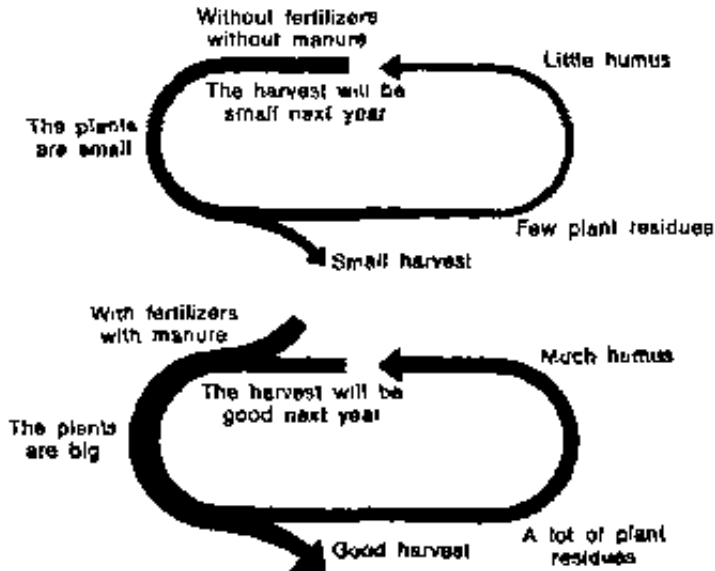 Without fertilizers
without manure
Little humus
The harvest will be
small next year
The plants
are small
Few plant residues
Small harvest
With fertilizers
with manure
Much humus
The harvest will be
good next year
The plants
are big
A lot of plant
residues
Good harvest